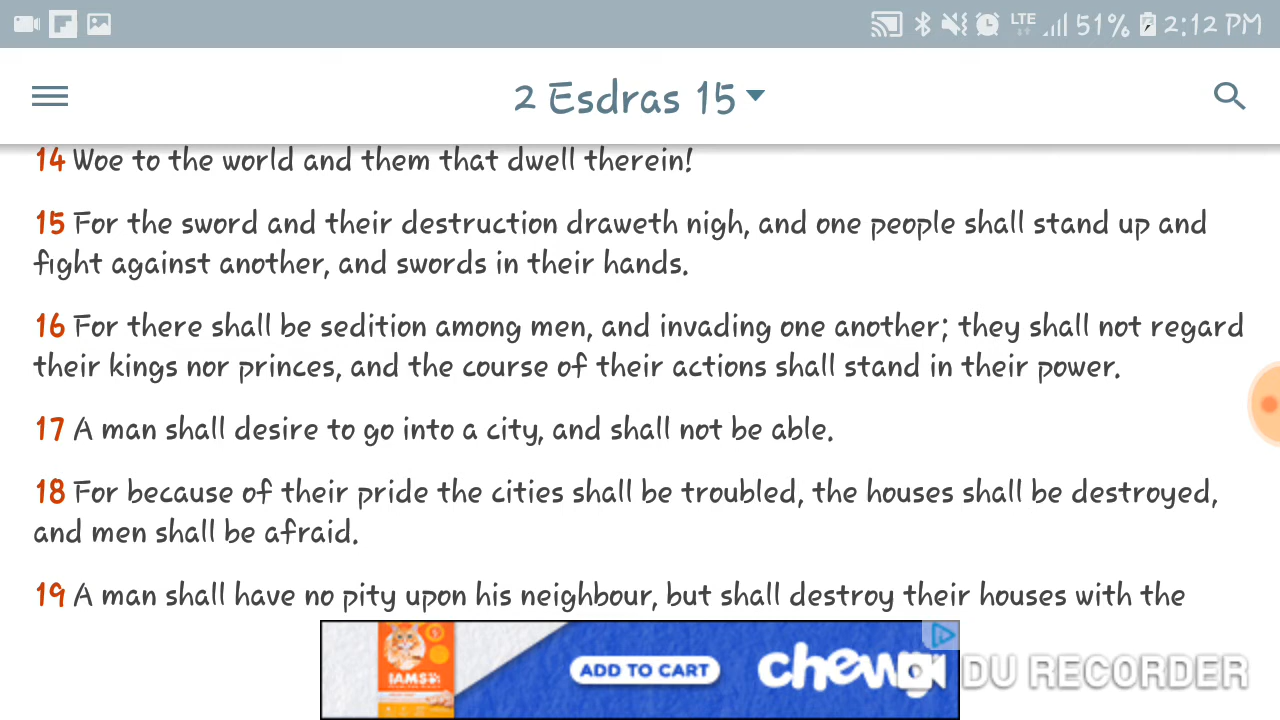 LTE 51% 2:12 PM
2 Esdras 15
14 Woe to the world and them that dwell therein!
15 For the sword and their destruction draweth nigh, and one people shall stand up and
fight against another, and swords in their hands.
16 For there shall be sedition among men, and invading one another; they shall not regard
their kings nor princes, and the course of their actions shall stand in their power.
17 A man shall desire to go into a city, and shall not be able.
18 For because of their pride the cities shall be troubled, the houses shall be destroyed,
and men shall be afraid.
19 A man shall have no pity upon his neighbour, but shall destroy their houses with the
IAMS
ADD TO CART
chewy
DU RECORDER